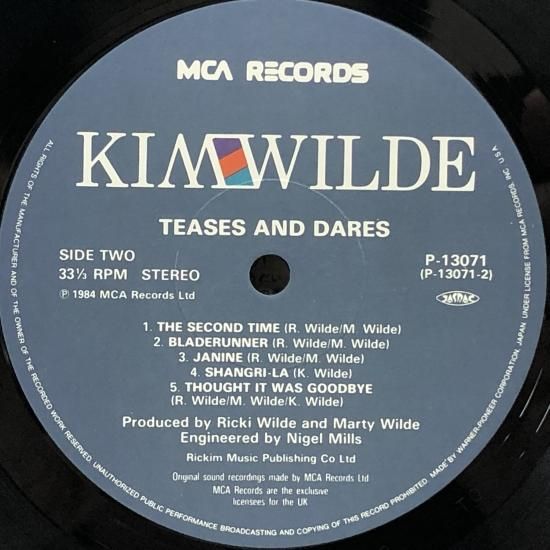 MCA RECORDS
KIM WILDE
TEASES AND DARES
SIDE TWO
33⅓ RPM STEREO
℗ 1984 MCA Records Ltd
P-13071
(P-13071-2)
JASRAC
1. THE SECOND TIME (R. Wilde/M. Wilde)
2. BLADERUNNER (R. Wilde/M. Wilde)
3. JANINE (R. Wilde/M. Wilde)
4. SHANGRI-LA (K. Wilde)
5. THOUGHT IT WAS GOODBYE
(R. Wilde/M. Wilde/K. Wilde)
Produced by Ricki Wilde and Marty Wilde
Engineered by Nigel Mills
Rickim Music Publishing Co Ltd
Original sound recordings made by MCA Records Ltd
MCA Records are the exclusive
licensees for the UK
ALL RIGHTS OF THE MANUFACTURER AND OF THE OWNER OF THE RECORDED WORK RESERVED. UNAUTHORIZED PUBLIC PERFORMANCE BROADCASTING AND COPYING OF THIS RECORD PROHIBITED. MADE BY WARNER-PIONEER CORPORATION, JAPAN UNDER LICENSE FROM MCA RECORDS, INC. U.S.A.